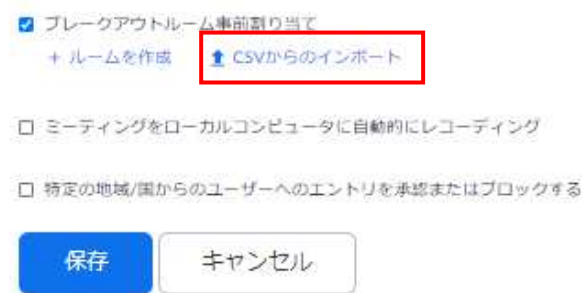 ブレークアウトルーム事前割り当て
+ ルームを作成 CSVからのインポート
ミーティングをローカルコンピュータに自動的にレコーディング
特定の地域/国からのユーザーへのエントリを承認またはブロックする
保存 キャンセル